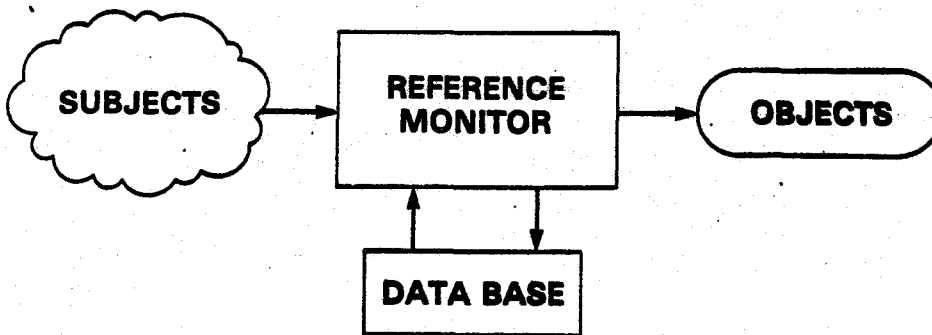 SUBJECTS
REFERENCE
MONITOR
OBJECTS
DATA BASE